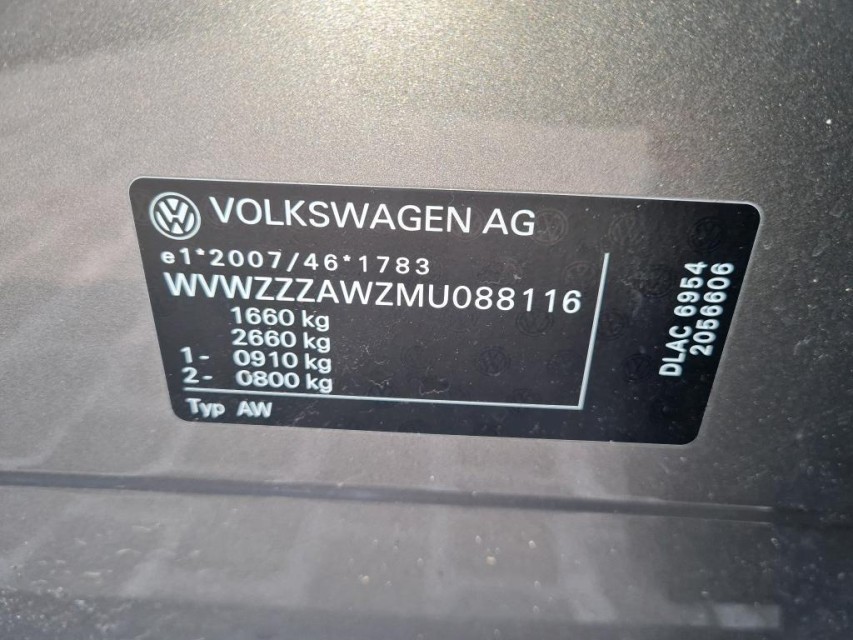 VOLKSWAGEN AG
e1*2007/46*1783
WVWZZZAWZMU088116
1660 kg
2660 kg
1- 0910 kg
2- 0800 kg
Typ AW
DLAC 6954
2056606